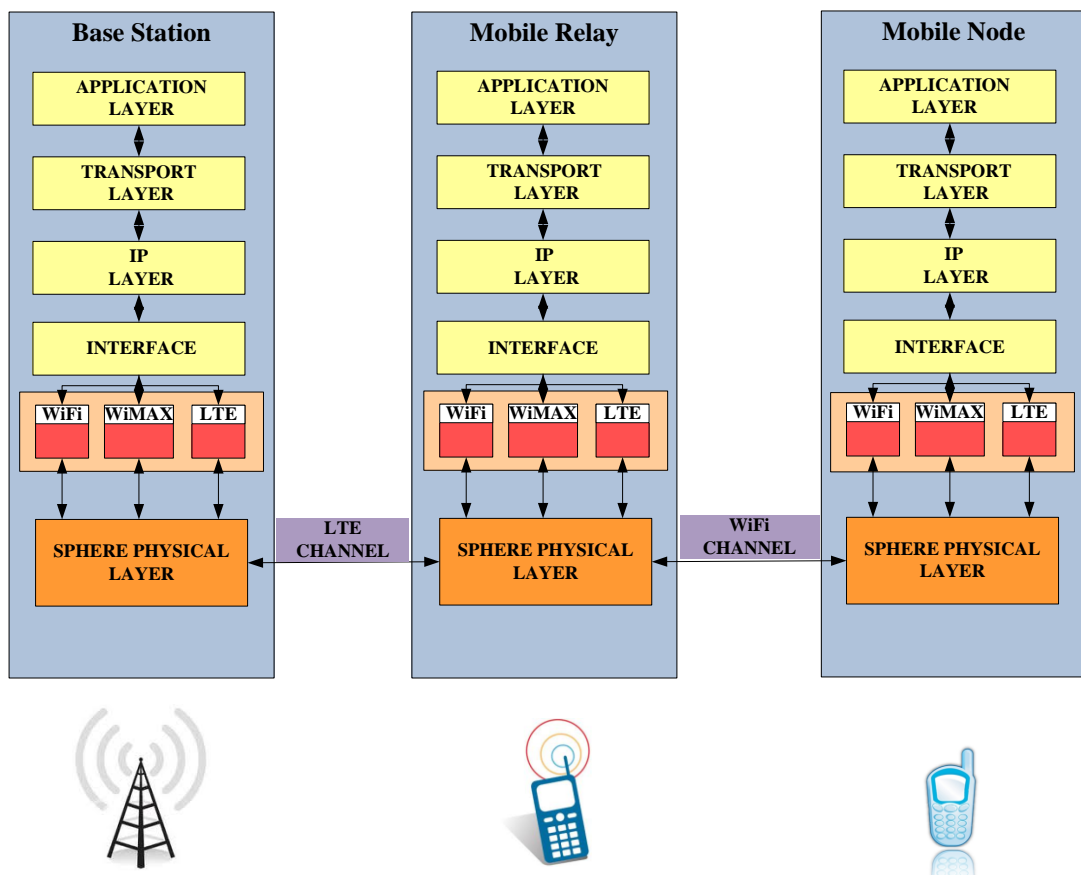 Base Station
APPLICATION
LAYER
TRANSPORT
LAYER
IP
LAYER
INTERFACE
WiFi
WiMAX
LTE
SPHERE PHYSICAL
LAYER
LTE
CHANNEL
Mobile Relay
APPLICATION
LAYER
TRANSPORT
LAYER
IP
LAYER
INTERFACE
WiFi
WiMAX
LTE
SPHERE PHYSICAL
LAYER
WiFi
CHANNEL
Mobile Node
APPLICATION
LAYER
TRANSPORT
LAYER
IP
LAYER
INTERFACE
WiFi
WiMAX
LTE
SPHERE PHYSICAL
LAYER